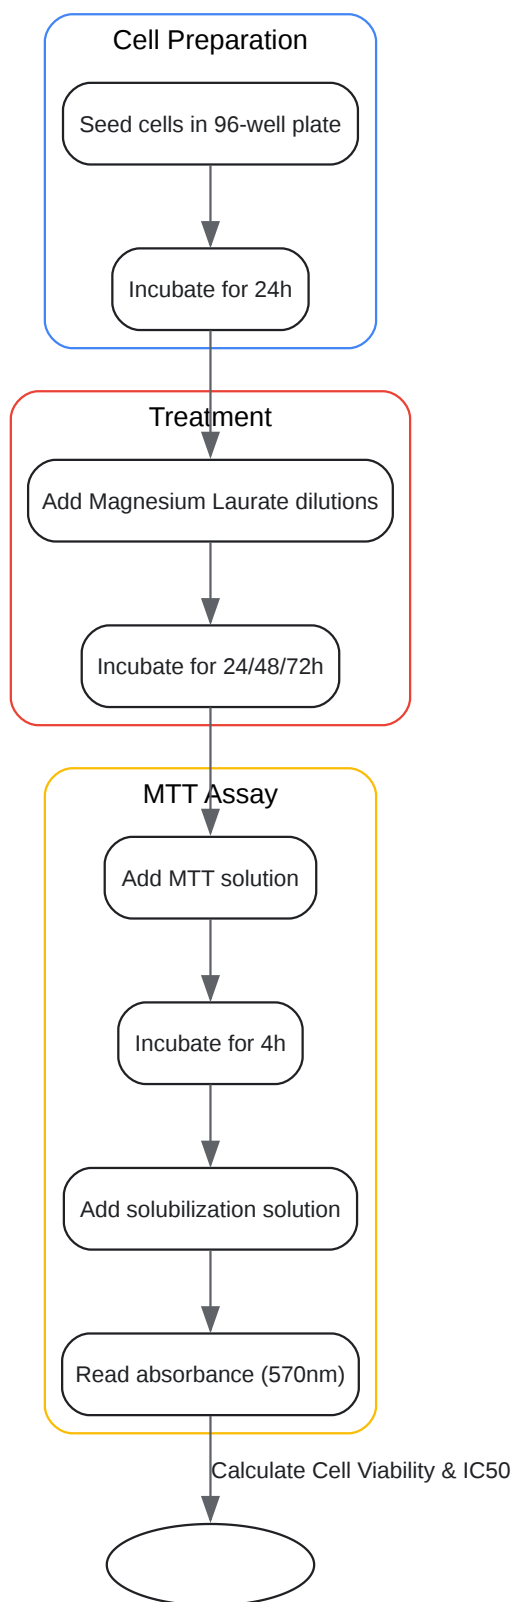 Cell Preparation
Seed cells in 96-well plate
Incubate for 24h
Treatment
Add Magnesium Laurate dilutions
Incubate for 24/48/72h
MTT Assay
Add MTT solution
Incubate for 4h
Add solubilization solution
Read absorbance (570nm)
Calculate Cell Viability & IC50